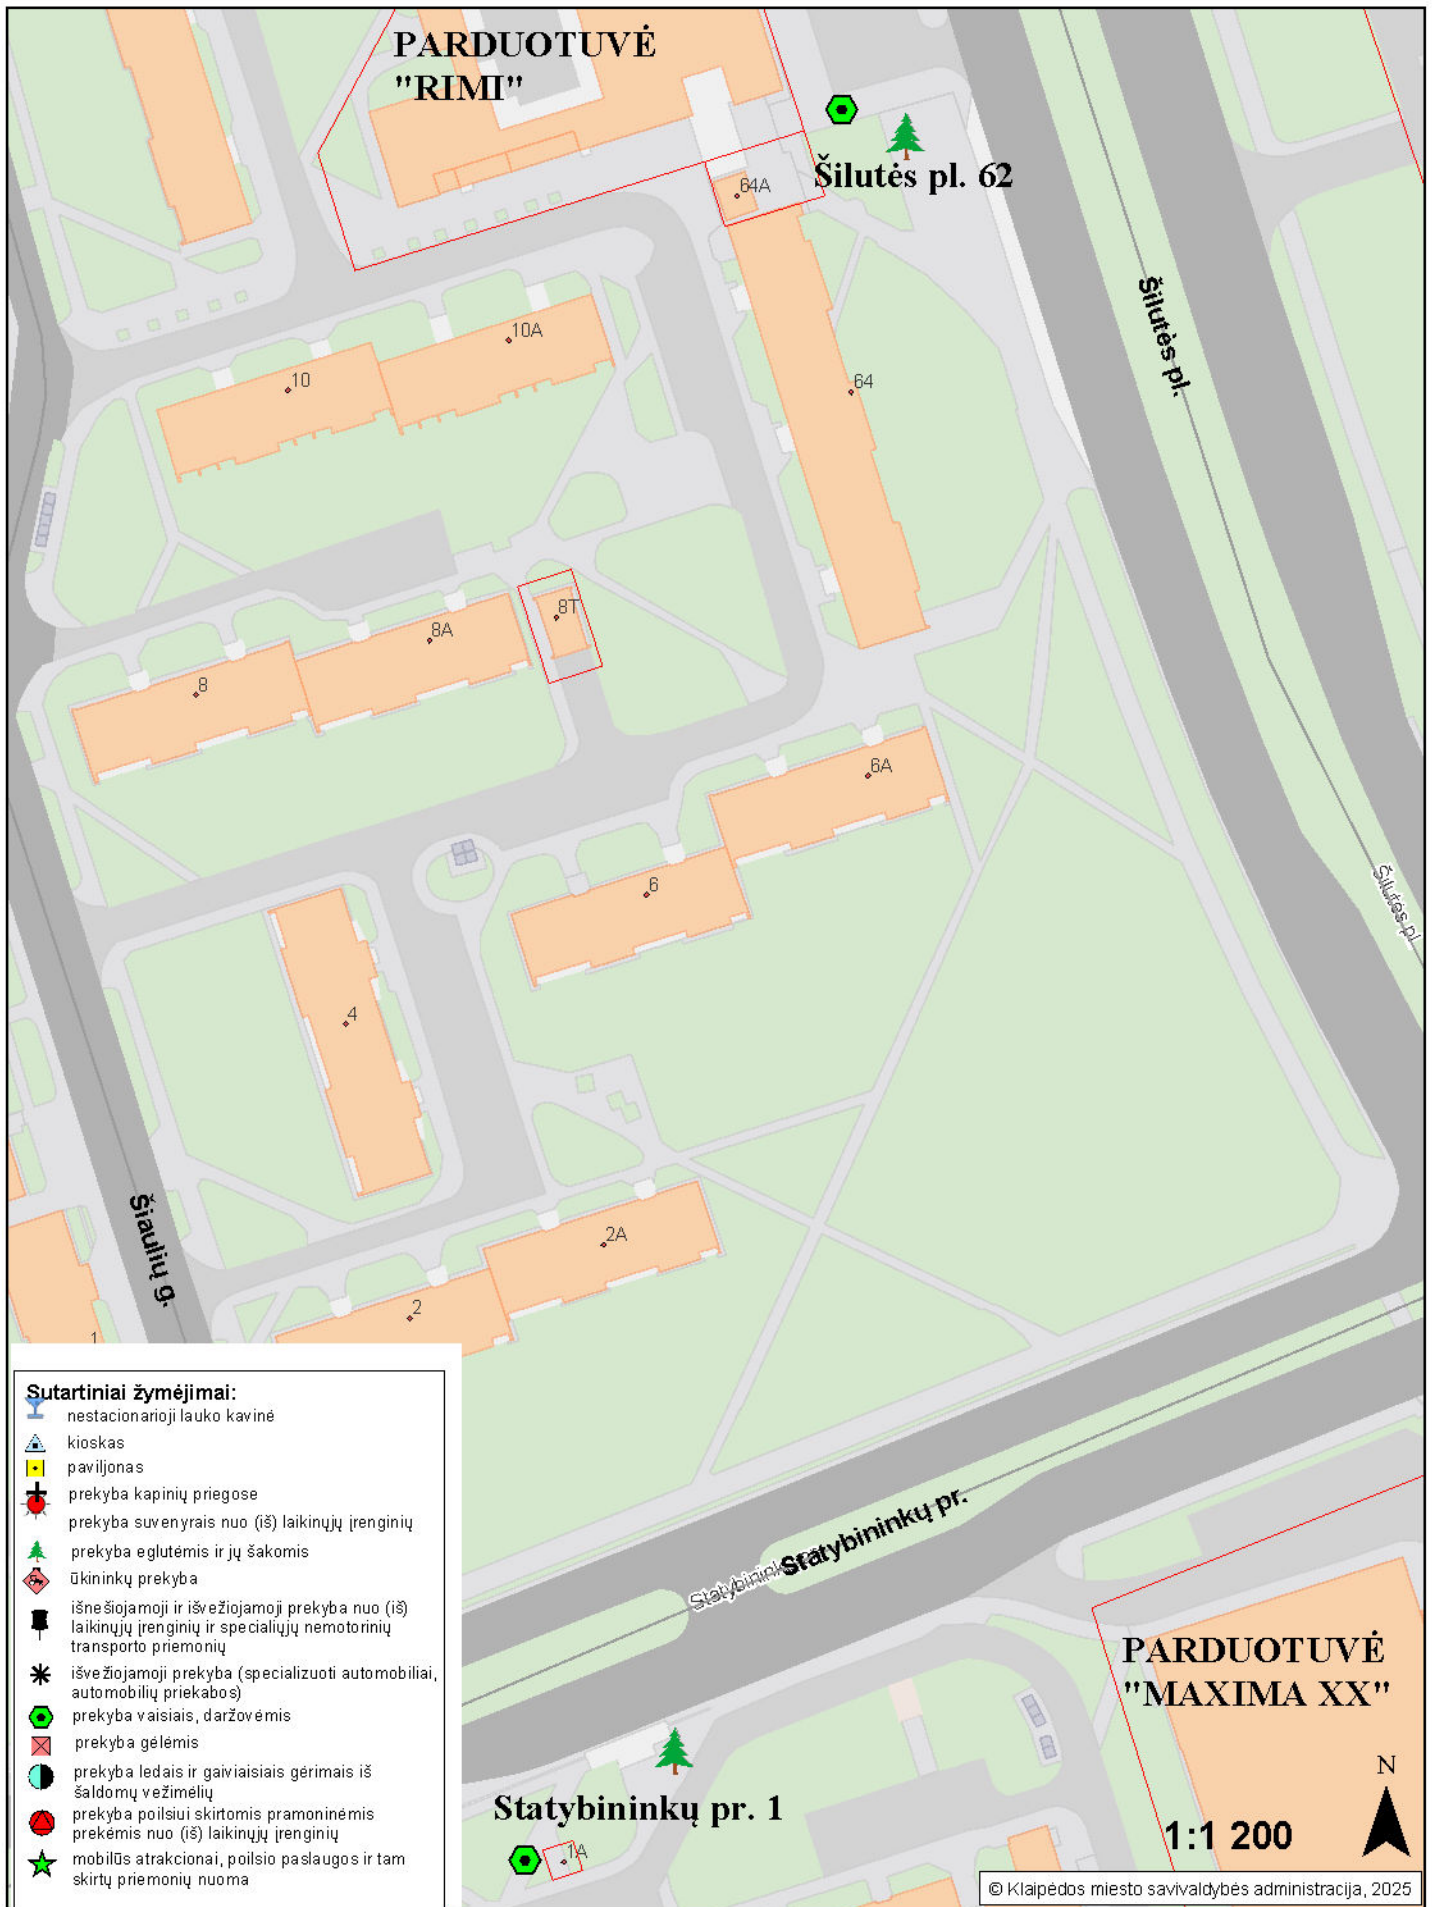 PARDUOTUVĖ
"RIMI"
Šilutės pl. 62
64A
Šilutės pl.
10A
10
64
8T
8A
8
6A
6
Šilutės pl.
4
Šiaulių g.
2A
2
1
Statybininkų pr.
Statybininkų
PARDUOTUVĖ
"MAXIMA XX"
Statybininkų pr. 1
1A
N
1:1 200
© Klaipėdos miesto savivaldybės administracija, 2025
Sutartiniai žymėjimai:
nestacionarioji lauko kavinė
kioskas
paviljonas
prekyba kapinių priegose
prekyba suvenyrais nuo (iš) laikinųjų įrenginių
prekyba eglutėmis ir jų šakomis
ūkininkų prekyba
išnešiojamoji ir išvežiojamoji prekyba nuo (iš)
laikinųjų įrenginių ir specialiųjų nemotorinių
transporto priemonių
išvežiojamoji prekyba (specializuoti automobiliai,
automobilių priekabos)
prekyba vaisiais, daržovėmis
prekyba gėlėmis
prekyba ledais ir gaiviaisiais gėrimais iš
šaldomų vežimėlių
prekyba poilsiui skirtomis pramoninėmis
prekėmis nuo (iš) laikinųjų įrenginių
mobilūs atrakcionai, poilsio paslaugos ir tam
skirtų priemonių nuoma